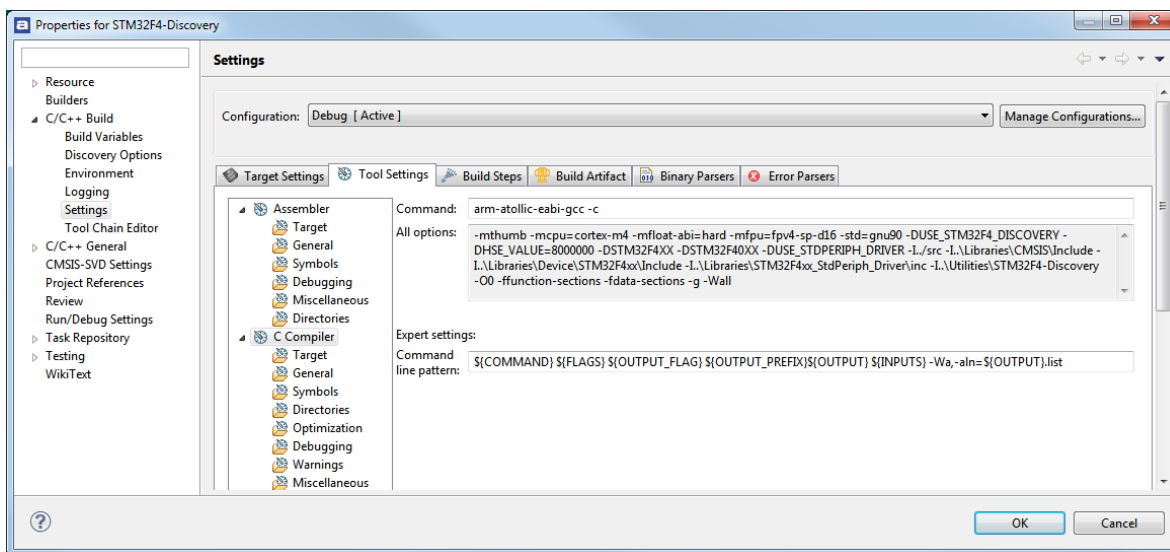 Properties for STM32F4-Discovery
Resource
Builders
C/C++ Build
Build Variables
Discovery Options
Environment
Logging
Settings
Tool Chain Editor
C/C++ General
CMSIS-SVD Settings
Project References
Review
Run/Debug Settings
Task Repository
Testing
WikiText
Settings
Configuration: Debug [ Active ] Manage Configurations...
Target Settings Tool Settings Build Steps Build Artifact Binary Parsers Error Parsers
Assembler
Target
General
Symbols
Debugging
Miscellaneous
Directories
C Compiler
Target
General
Symbols
Directories
Optimization
Debugging
Warnings
Miscellaneous
Command: arm-atollic-eabi-gcc -c
All options: -mthumb -mcpu=cortex-m4 -mfloat-abi=hard -mfpu=fpv4-sp-d16 -std=gnu90 -DUSE_STM32F4_DISCOVERY -
DHSE_VALUE=8000000 -DSTM32F4XX -DSTM32F40XX -DUSE_STDPERIPH_DRIVER -I../src -I..\Libraries\CMSIS\Include -
I..\Libraries\Device\STM32F4xx\Include -I..\Libraries\STM32F4xx_StdPeriph_Driver\inc -I..\Utilities\STM32F4-Discovery
-O0 -ffunction-sections -fdata-sections -g -Wall
Expert settings:
Command
line pattern: ${COMMAND} ${FLAGS} ${OUTPUT_FLAG} ${OUTPUT_PREFIX}${OUTPUT} ${INPUTS} -Wa,-aln=${OUTPUT}.list
OK Cancel